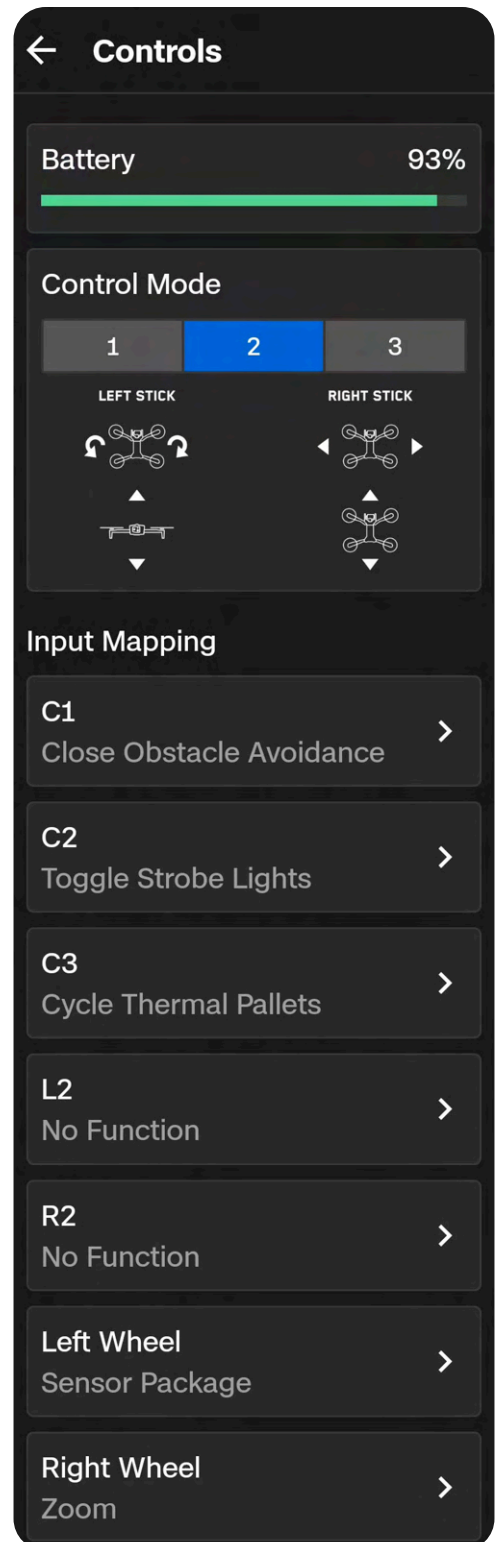 Controls
Battery 93%
Control Mode
1 2 3
LEFT STICK RIGHT STICK
Input Mapping
C1
Close Obstacle Avoidance
C2
Toggle Strobe Lights
C3
Cycle Thermal Pallets
L2
No Function
R2
No Function
Left Wheel
Sensor Package
Right Wheel
Zoom